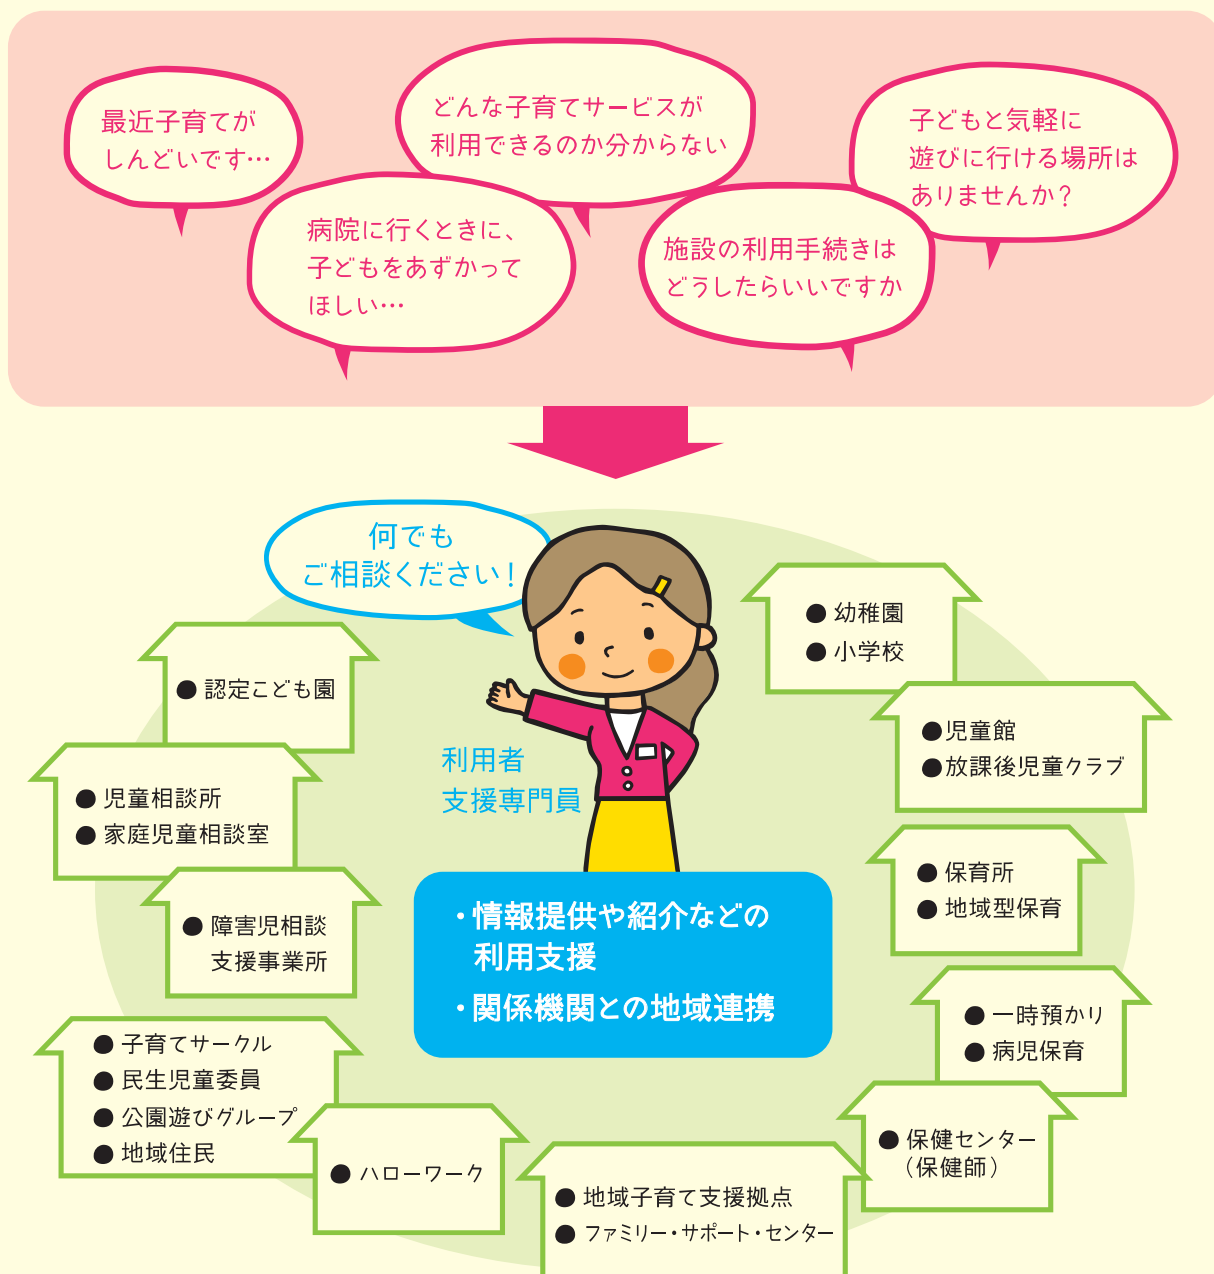 最近子育てが
しんどいです…
どんな子育てサービスが
利用できるのか分からない
子どもと気軽に
遊びに行ける場所は
ありませんか？
病院に行くときに、
子どもをあずかって
ほしい…
施設の利用手続きは
どうしたらいいですか
何でも
ご相談ください！
利用者
支援専門員
・情報提供や紹介などの
利用支援
・関係機関との地域連携
● 認定こども園
● 児童相談所
● 家庭児童相談室
● 障害児相談
支援事業所
● 子育てサークル
● 民生児童委員
● 公園遊びグループ
● 地域住民
● ハローワーク
● 地域子育て支援拠点
● ファミリー・サポート・センター
● 幼稚園
● 小学校
●児童館
●放課後児童クラブ
● 保育所
● 地域型保育
● 一時預かり
● 病児保育
● 保健センター
（保健師）